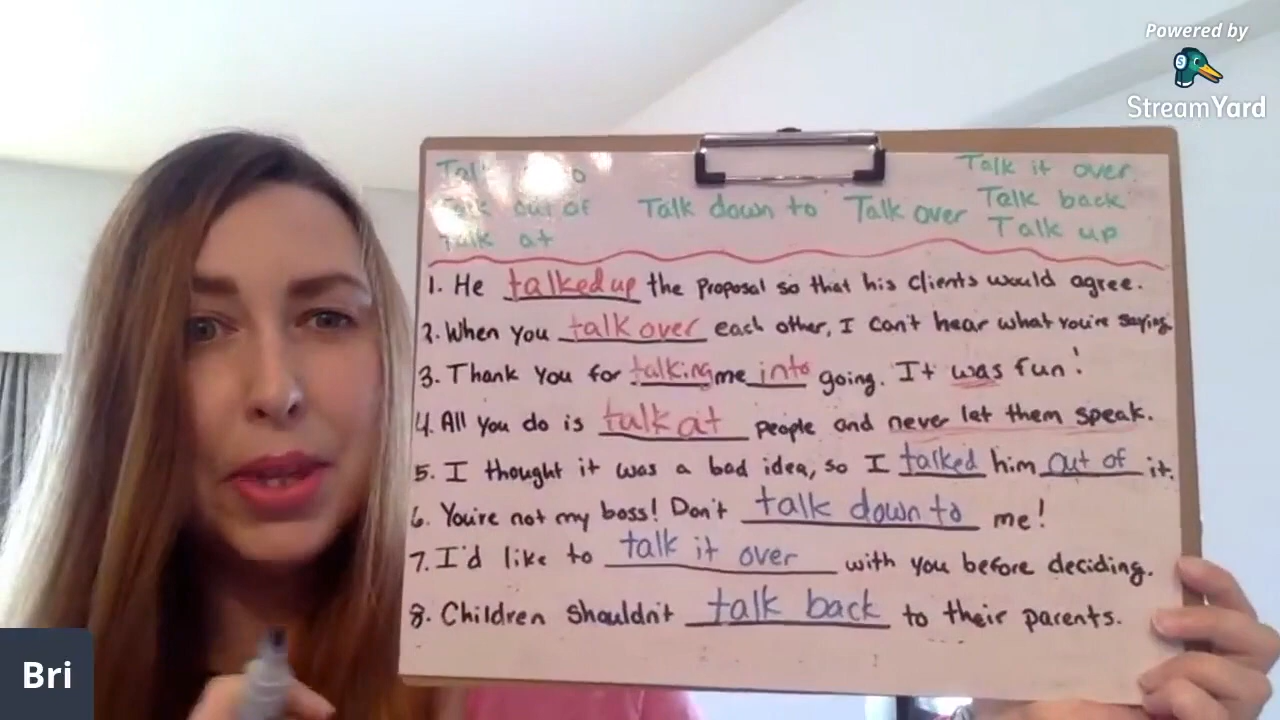 Powered by
StreamYard
Talk it over
Talk out of Talk down to Talk over Talk back
Talk at Talk up
1. He talked up the proposal so that his clients would agree.
2. When you talk over each other, I can't hear what you're saying.
3. Thank you for talking me into going. It was fun!
4. All you do is talk at people and never let them speak.
5. I thought it was a bad idea, so I talked him out of it.
6. You're not my boss! Don't talk down to me!
7. I'd like to talk it over with you before deciding.
8. Children shouldn't talk back to their parents.
Bri